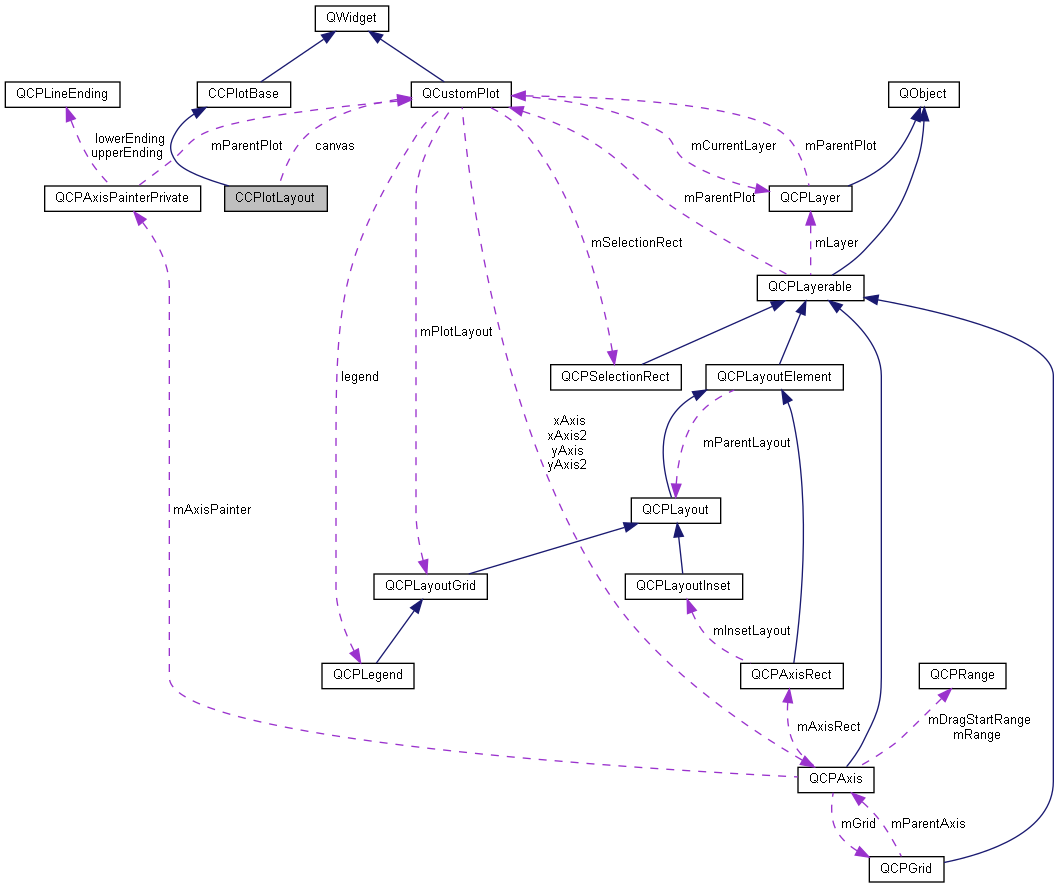 QWidget
QCPLineEnding
CCPlotBase
QCustomPlot
QObject
lowerEnding
upperEnding
mParentPlot
canvas
mCurrentLayer
mParentPlot
QCPAxisPainterPrivate
CCPlotLayout
mParentPlot
QCPLayer
mSelectionRect
mLayer
QCPLayerable
mPlotLayout
legend
QCPSelectionRect
QCPLayoutElement
xAxis
xAxis2
yAxis
yAxis2
mParentLayout
mAxisPainter
QCPLayout
QCPLayoutGrid
QCPLayoutInset
mInsetLayout
QCPLegend
QCPAxisRect
QCPRange
mAxisRect
mDragStartRange
mRange
QCPAxis
mGrid
mParentAxis
QCPGrid